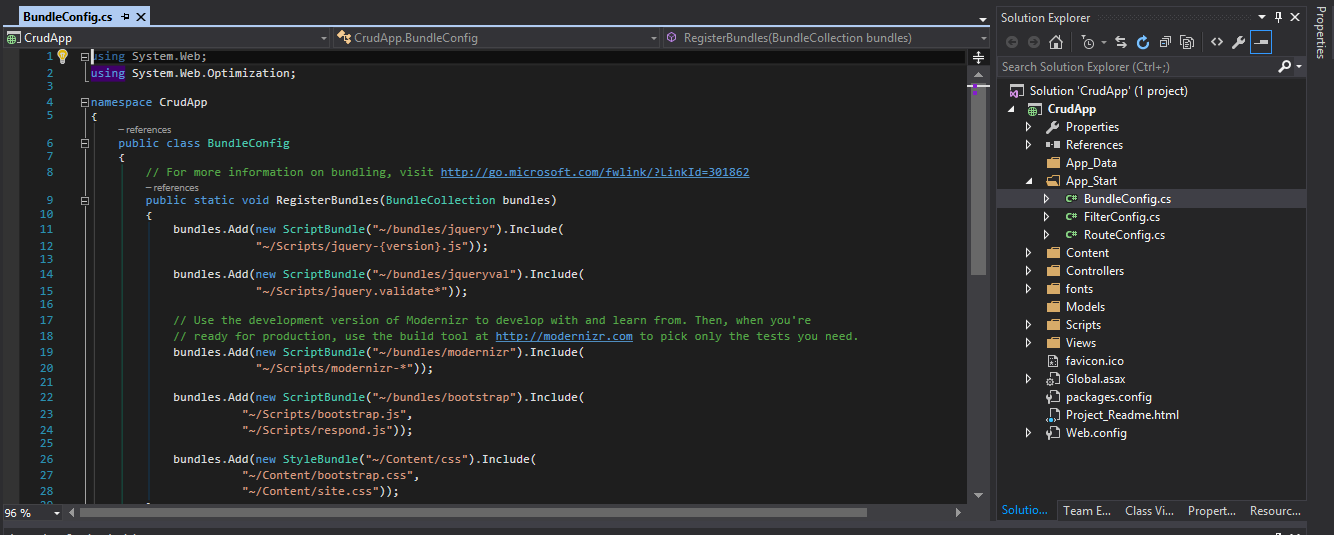 BundleConfig.cs
CrudApp
CrudApp.BundleConfig
RegisterBundles(BundleCollection bundles)
1 using System.Web;
2 using System.Web.Optimization;
3
4 namespace CrudApp
5 {
– references
6 public class BundleConfig
7 {
8 // For more information on bundling, visit http://go.microsoft.com/fwlink/?LinkId=301862
– references
9 public static void RegisterBundles(BundleCollection bundles)
10 {
11 bundles.Add(new ScriptBundle("~/bundles/jquery").Include(
12 "~/Scripts/jquery-{version}.js"));
13
14 bundles.Add(new ScriptBundle("~/bundles/jqueryval").Include(
15 "~/Scripts/jquery.validate*"));
16
17 // Use the development version of Modernizr to develop with and learn from. Then, when you're
18 // ready for production, use the build tool at http://modernizr.com to pick only the tests you need.
19 bundles.Add(new ScriptBundle("~/bundles/modernizr").Include(
20 "~/Scripts/modernizr-*"));
21
22 bundles.Add(new ScriptBundle("~/bundles/bootstrap").Include(
23 "~/Scripts/bootstrap.js",
24 "~/Scripts/respond.js"));
25
26 bundles.Add(new StyleBundle("~/Content/css").Include(
27 "~/Content/bootstrap.css",
28 "~/Content/site.css"));
96 %
Solution Explorer
Search Solution Explorer (Ctrl+;)
Solution 'CrudApp' (1 project)
CrudApp
Properties
References
App_Data
App_Start
C# BundleConfig.cs
C# FilterConfig.cs
C# RouteConfig.cs
Content
Controllers
fonts
Models
Scripts
Views
favicon.ico
Global.asax
packages.config
Project_Readme.html
Web.config
Solutio... Team E... Class Vi... Propert... Resourc...
Properties